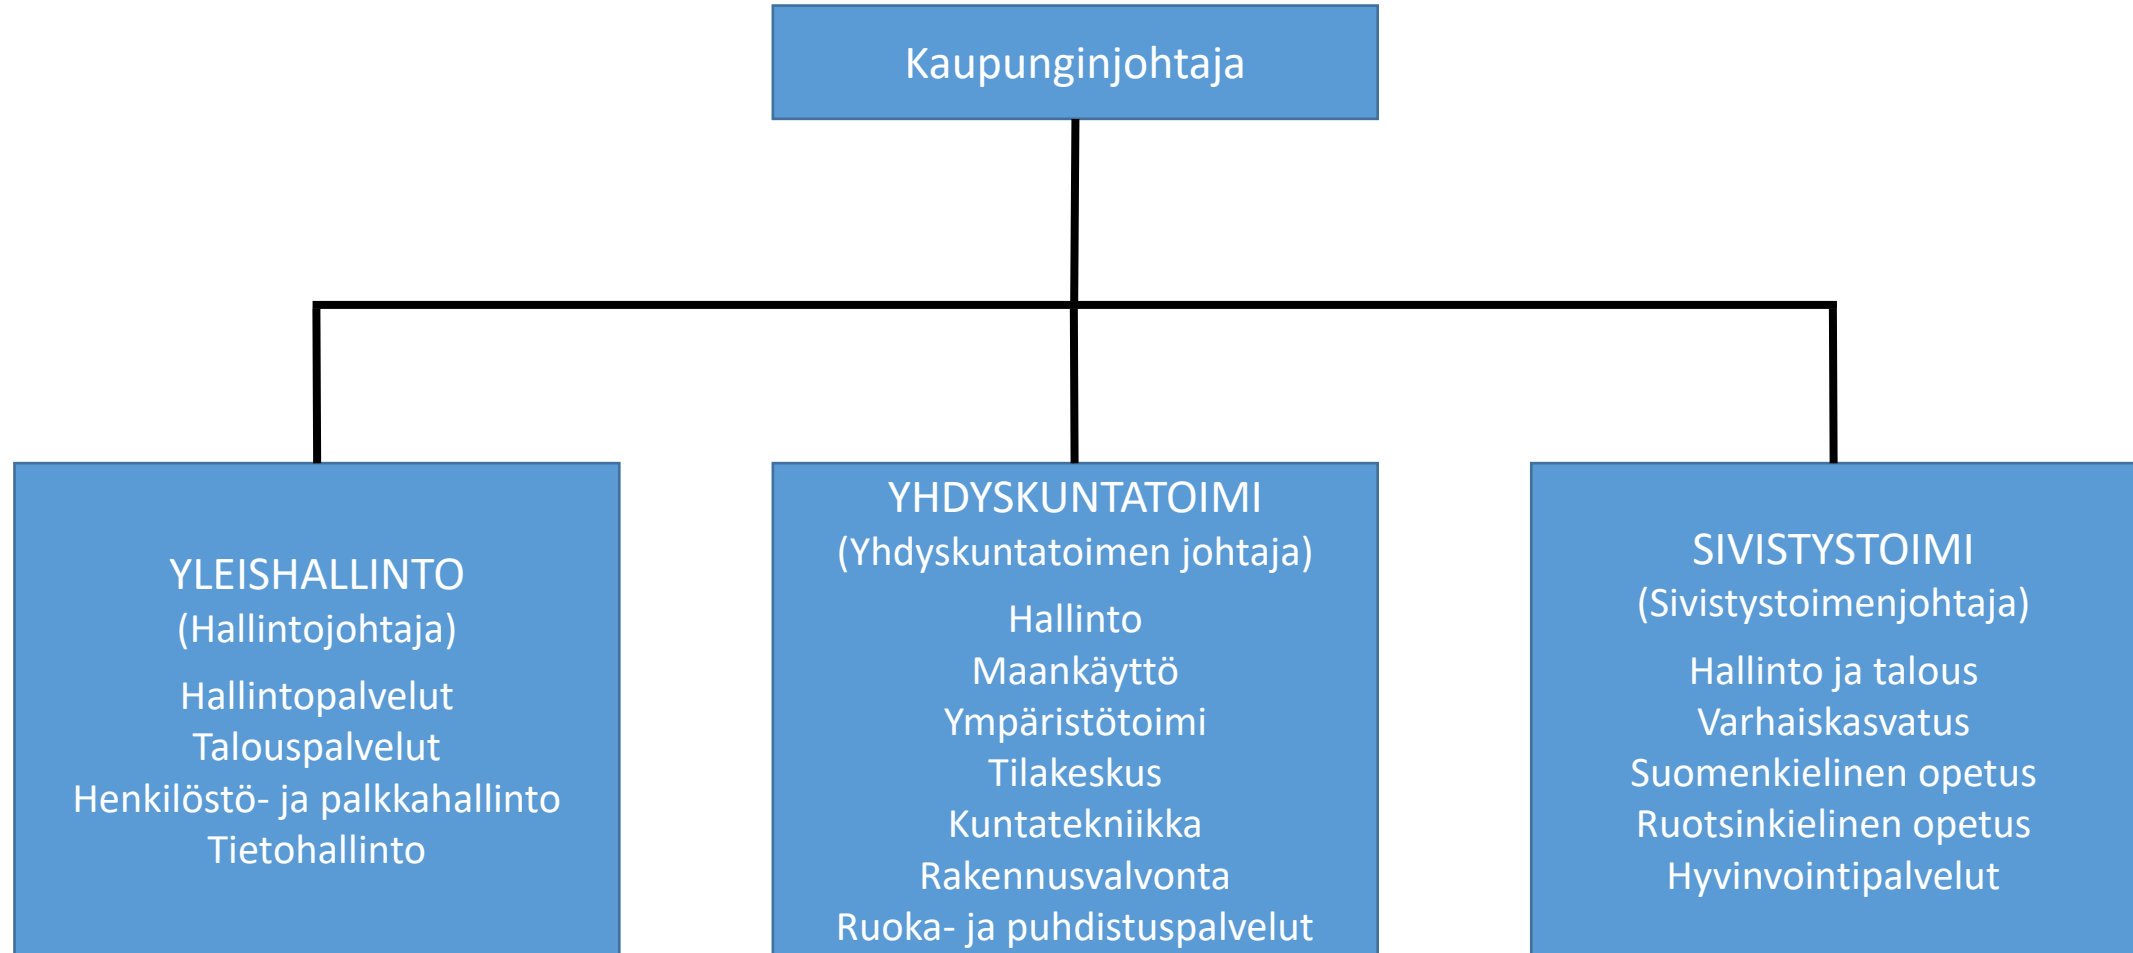 Kaupunginjohtaja
YLEISHALLINTO
(Hallintojohtaja)
Hallintopalvelut
Talouspalvelut
Henkilöstö- ja palkkahallinto
Tietohallinto
YHDYSKUNTATOIMI
(Yhdyskuntatoimen johtaja)
Hallinto
Maankäyttö
Ympäristötoimi
Tilakeskus
Kuntatekniikka
Rakennusvalvonta
Ruoka- ja puhdistuspalvelut
SIVISTYSTOIMI
(Sivistystoimenjohtaja)
Hallinto ja talous
Varhaiskasvatus
Suomenkielinen opetus
Ruotsinkielinen opetus
Hyvinvointipalvelut